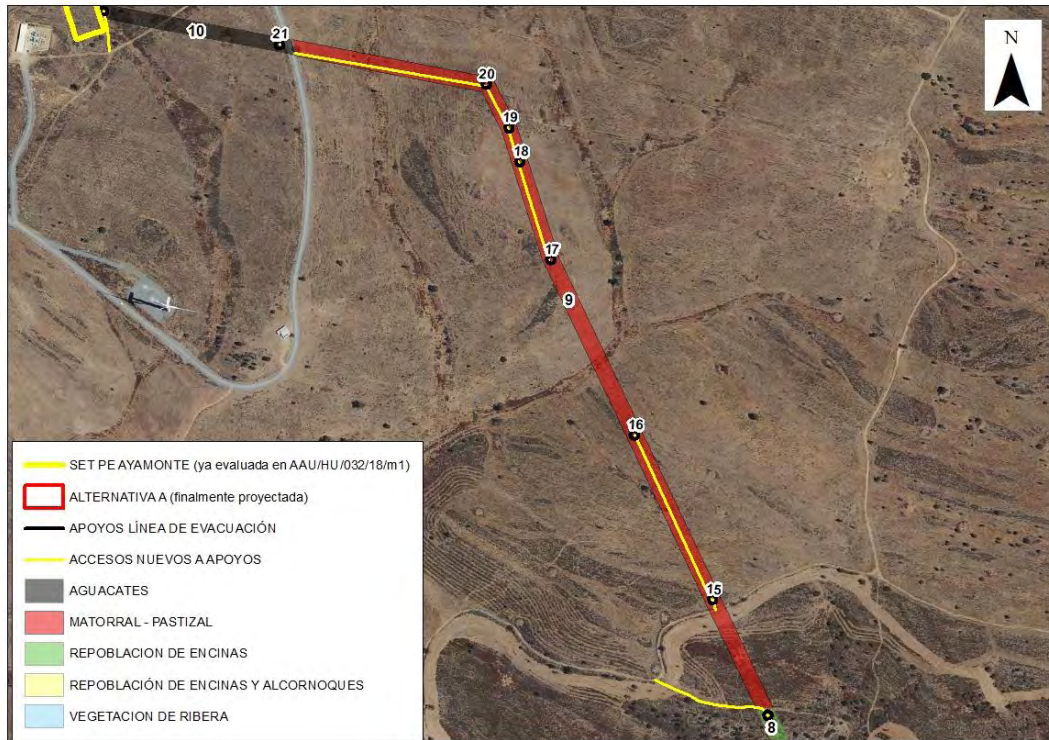 10
21
20
N
19
18
17
9
16
15
8
SET PE AYAMONTE (ya evaluada en AAU/HU/032/18/m1)
ALTERNATIVA A (finalmente proyectada)
APOYOS LÍNEA DE EVACUACIÓN
ACCESOS NUEVOS A APOYOS
AGUACATES
MATORRAL - PASTIZAL
REPOBLACION DE ENCINAS
REPOBLACIÓN DE ENCINAS Y ALCORNOQUES
VEGETACION DE RIBERA